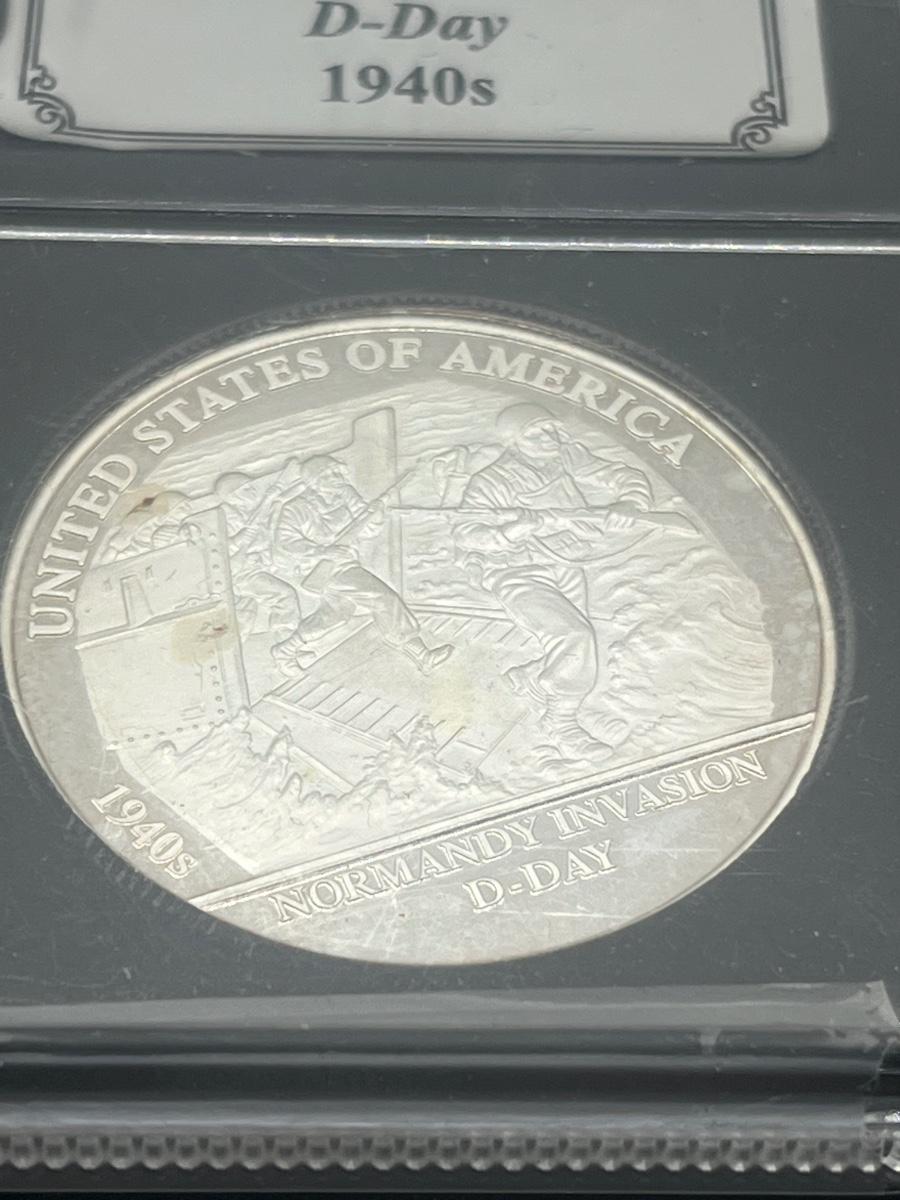 D-Day
1940s
UNITED STATES OF AMERICA
1940s
NORMANDY INVASION
D-DAY